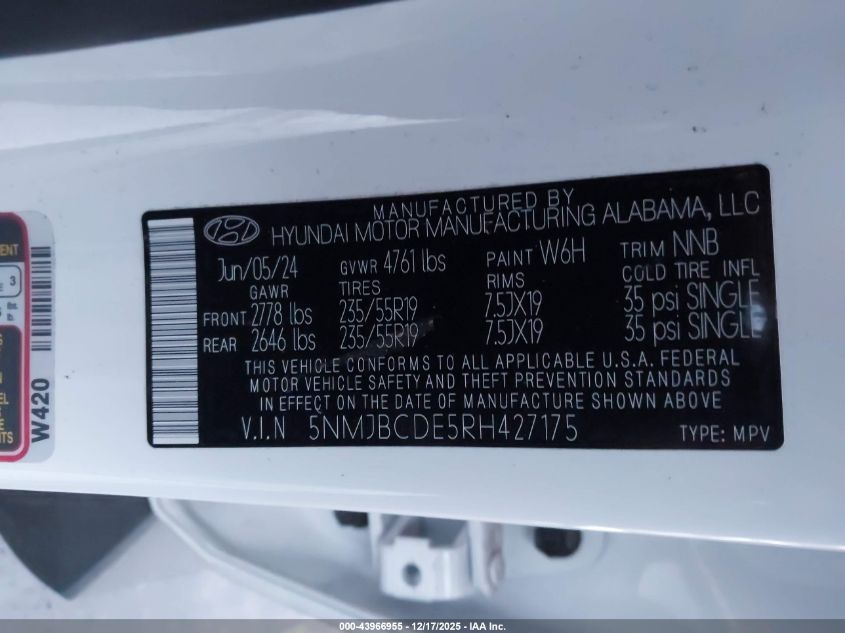 MANUFACTURED BY
HYUNDAI MOTOR MANUFACTURING ALABAMA, LLC
Jun/05/24 GVWR 4761 lbs PAINT W6H TRIM NNB
GAWR TIRES RIMS COLD TIRE INFL
FRONT 2778 lbs 235/55R19 7.5JX19 35 psi SINGLE
REAR 2646 lbs 235/55R19 7.5JX19 35 psi SINGLE
THIS VEHICLE CONFORMS TO ALL APPLICABLE U.S.A. FEDERAL
MOTOR VEHICLE SAFETY AND THEFT PREVENTION STANDARDS
IN EFFECT ON THE DATE OF MANUFACTURE SHOWN ABOVE
V.I.N 5NMJBCDE5RH427175 TYPE: MPV
W420
3
000-43966955 - 12/17/2025 - IAA Inc.